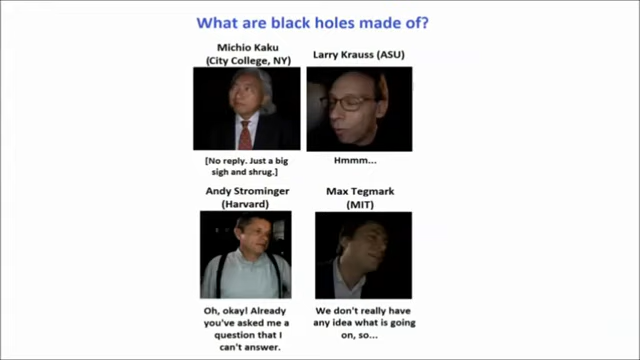 What are black holes made of?
Michio Kaku
(City College, NY)
Larry Krauss (ASU)
[No reply. Just a big
sigh and shrug.]
Hmmm...
Andy Strominger
(Harvard)
Max Tegmark
(MIT)
Oh, okay! Already
you've asked me a
question that I
can't answer.
We don't really have
any idea what is going
on, so...